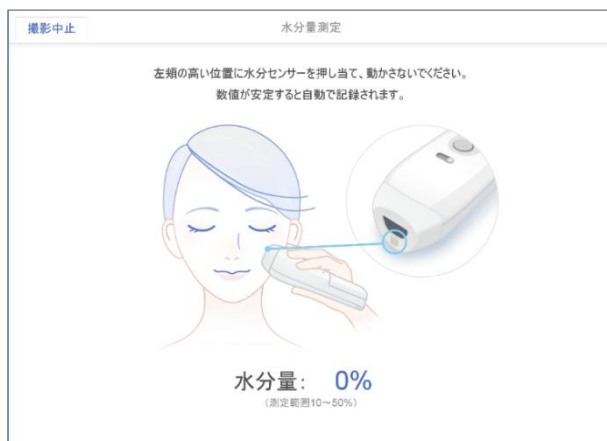 撮影中止
水分量測定
左頬の高い位置に水分センサーを押し当て、動かさないでください。
数値が安定すると自動で記録されます。
水分量: 0%
(測定範囲10~50%)